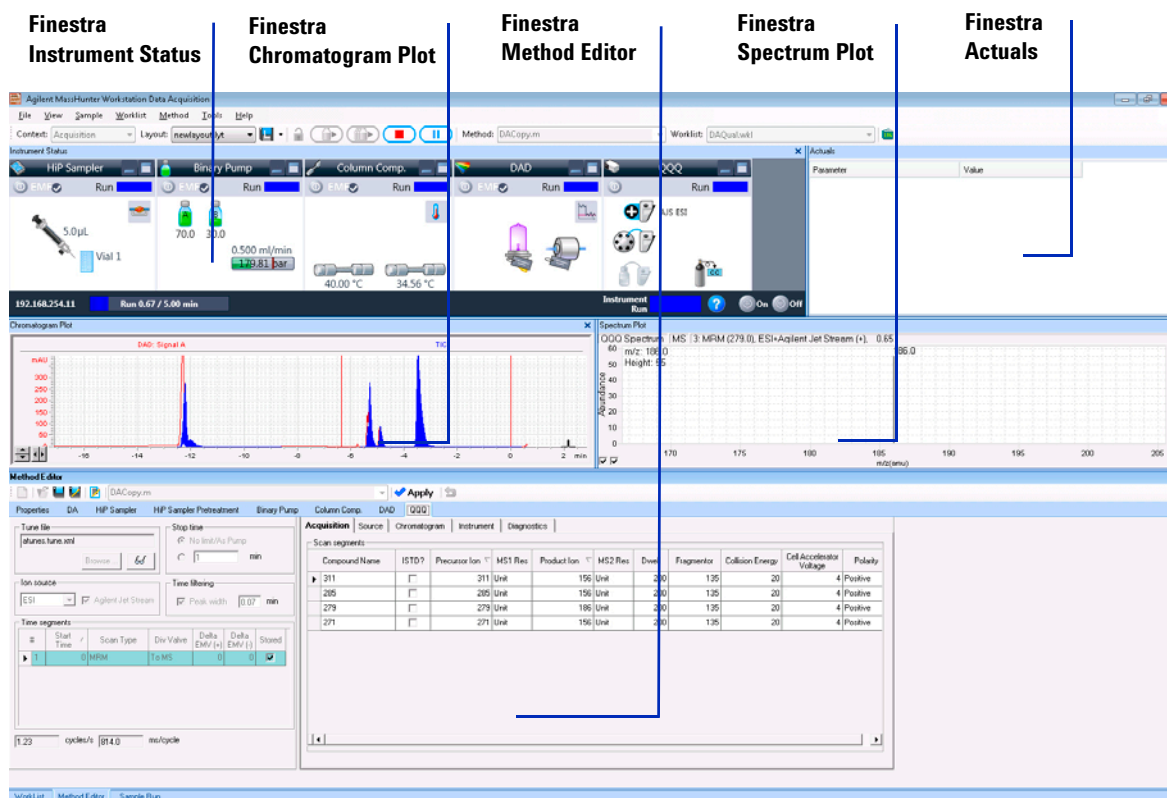 Finestra
Instrument Status
Finestra
Chromatogram Plot
Finestra
Method Editor
Finestra
Spectrum Plot
Finestra
Actuals
Agilent MassHunter Workstation Data Acquisition
File View Sample Worklist Method Tools Help
Context: Acquisition Layout: newlayout.lyt Method: DACopy.m Worklist: DAQual.wkl
Instrument Status
Actuals
HiP Sampler
Binary Pump
Column Comp.
DAD
QQQ
Parameter Value
EMF Run
EMF Run
EMF Run
EMF Run
Run
5.0µL
Vial 1
A B
70.0 30.0
0.500 ml/min
179.81 bar
40.00 °C 34.56 °C
AJS ESI
192.168.254.11 Run 0.67 / 5.00 min
Instrument
Run
On Off
Chromatogram Plot
Spectrum Plot
DAD: Signal A
TIC
mAU
300
250
200
150
100
50
0
-16 -14 -12 -10 -8 -6 -4 -2 0 2 min
QQQ Spectrum MS 3: MRM (279.0), ESI+Agilent Jet Stream (+), 0.65
m/z: 186.0
Height: 55
186.0
Abundance
60
50
40
20
10
0
170 175 180 185 190 195 200 205
m/z(amu)
Method Editor
DACopy.m Apply
Properties DA HiP Sampler HiP Sampler Pretreatment Binary Pump Column Comp. DAD QQQ
Tune file
atunes.tune.xml
Browse
Stop time
No limit/As Pump
1 min
Ion source
ESI Agilent Jet Stream
Time filtering
Peak width 0.07 min
Time segments
# Start Time Scan Type Div Valve Delta EMV (+) Delta EMV (-) Stored
1 0 MRM To MS 0 0
1.23 cycles/s 814.0 ms/cycle
Acquisition Source Chromatogram Instrument Diagnostics
Scan segments
Compound Name ISTD? Precursor Ion MS1 Res Product Ion MS2 Res Dwell Fragmentor Collision Energy Cell Accelerator Voltage Polarity
311 311 Unit 156 Unit 200 135 20 4 Positive
285 285 Unit 156 Unit 200 135 20 4 Positive
279 279 Unit 186 Unit 200 135 20 4 Positive
271 271 Unit 156 Unit 200 135 20 4 Positive
WorkList Method Editor Sample Run